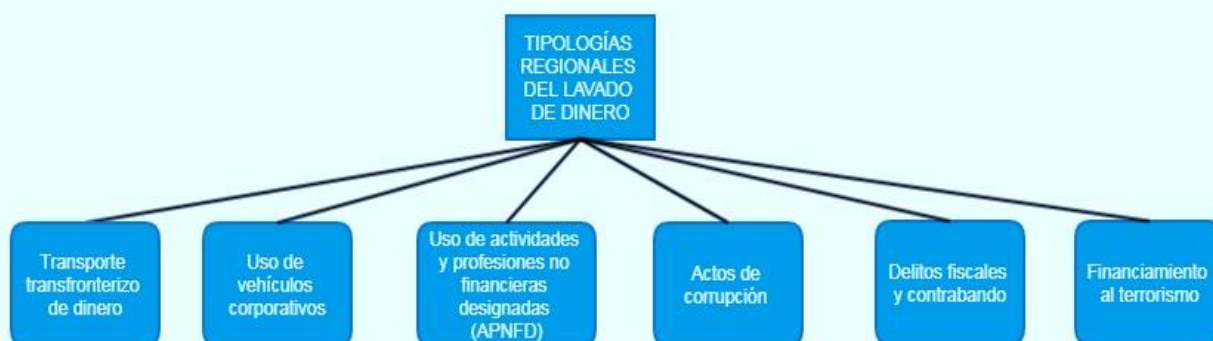 TIPOLOGÍAS
REGIONALES
DEL LAVADO
DE DINERO
Transporte
transfronterizo
de dinero
Uso de
vehículos
corporativos
Uso de actividades
y profesiones no
financieras
designadas
(APNFD)
Actos de
corrupción
Delitos fiscales
y contrabando
Financiamiento
al terrorismo